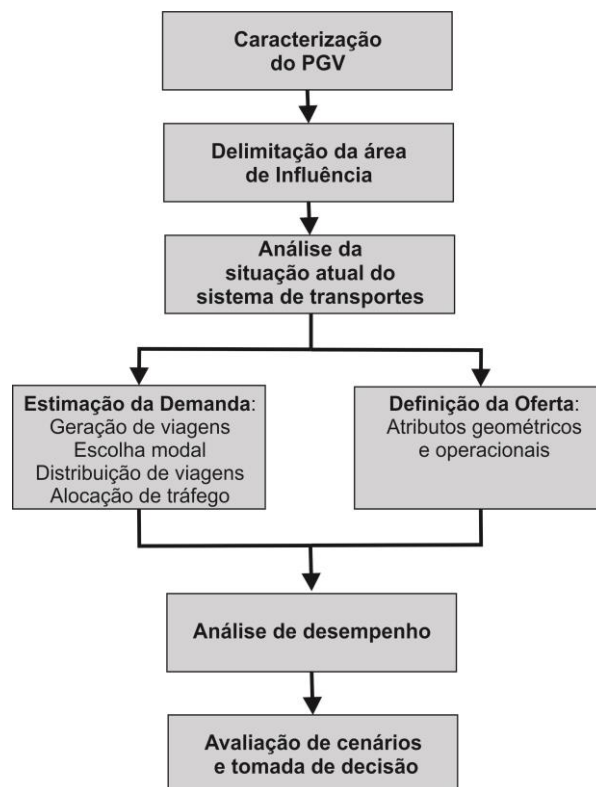 Caracterização
do PGV
Delimitação da área
de Influência
Análise da
situação atual do
sistema de transportes
Estimação da Demanda:
Geração de viagens
Escolha modal
Distribuição de viagens
Alocação de tráfego
Definição da Oferta:
Atributos geométricos
e operacionais
Análise de desempenho
Avaliação de cenários
e tomada de decisão